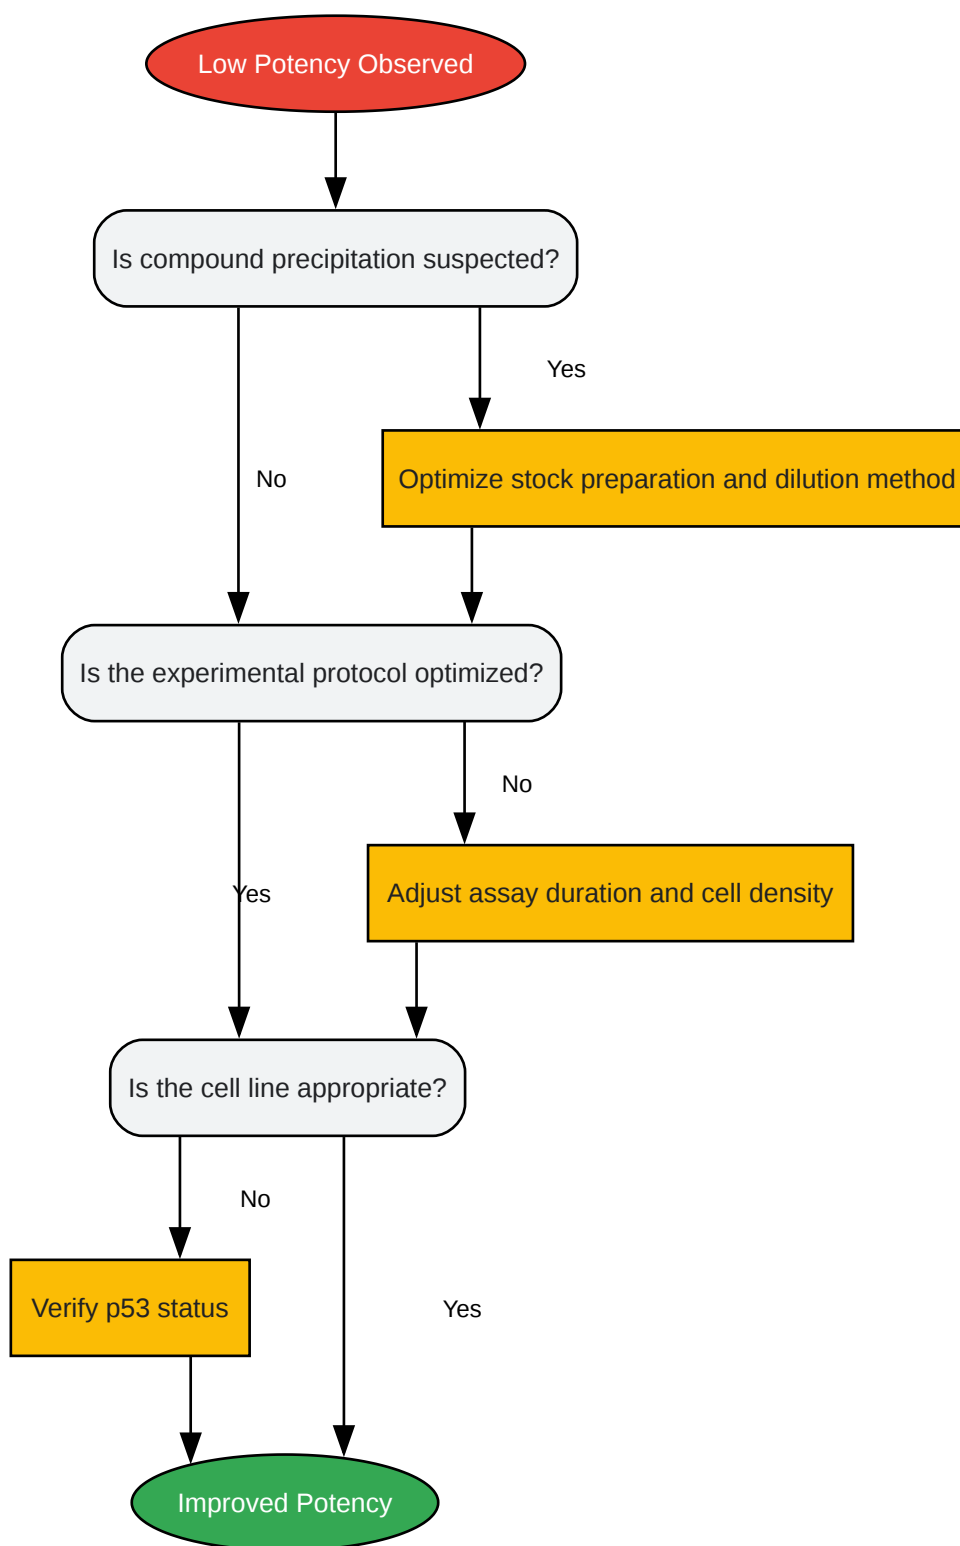 Low Potency Observed
Is compound precipitation suspected?
Yes
No
Optimize stock preparation and dilution method
Is the experimental protocol optimized?
No
Yes
Adjust assay duration and cell density
Is the cell line appropriate?
No
Verify p53 status
Yes
Improved Potency